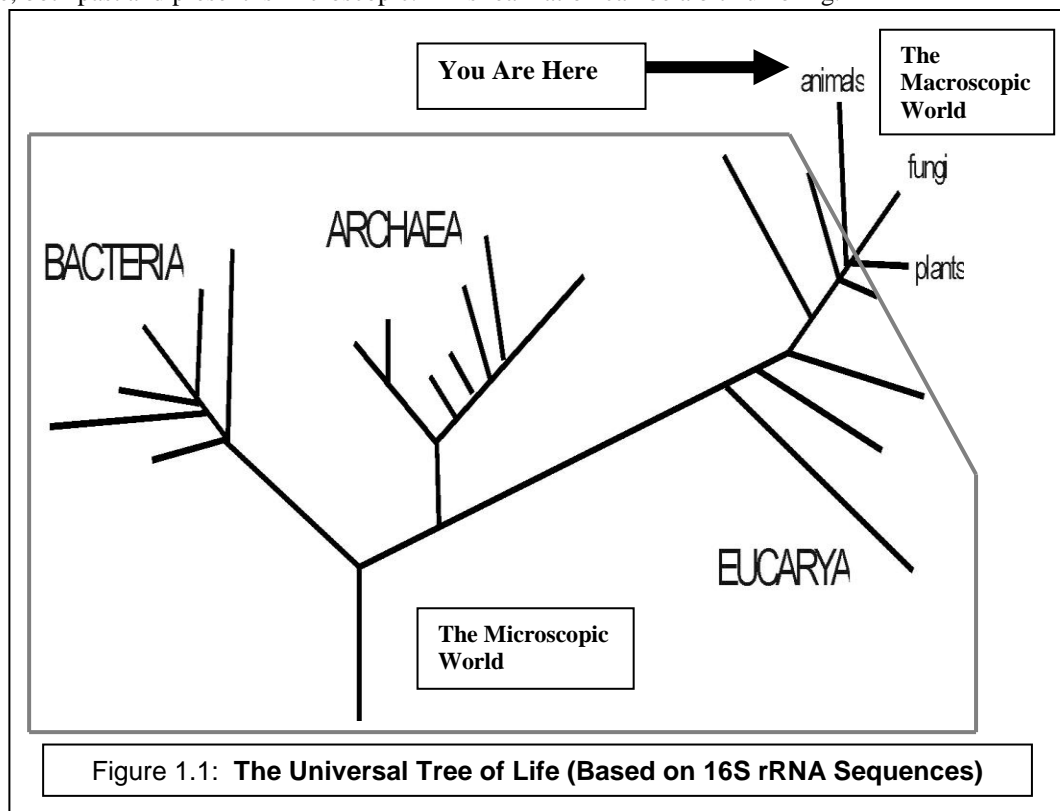 You Are Here
The
Macroscopic
World
animals
fungi
plants
BACTERIA
ARCHAEA
EUCARYA
The Microscopic
World
Figure 1.1: The Universal Tree of Life (Based on 16S rRNA Sequences)